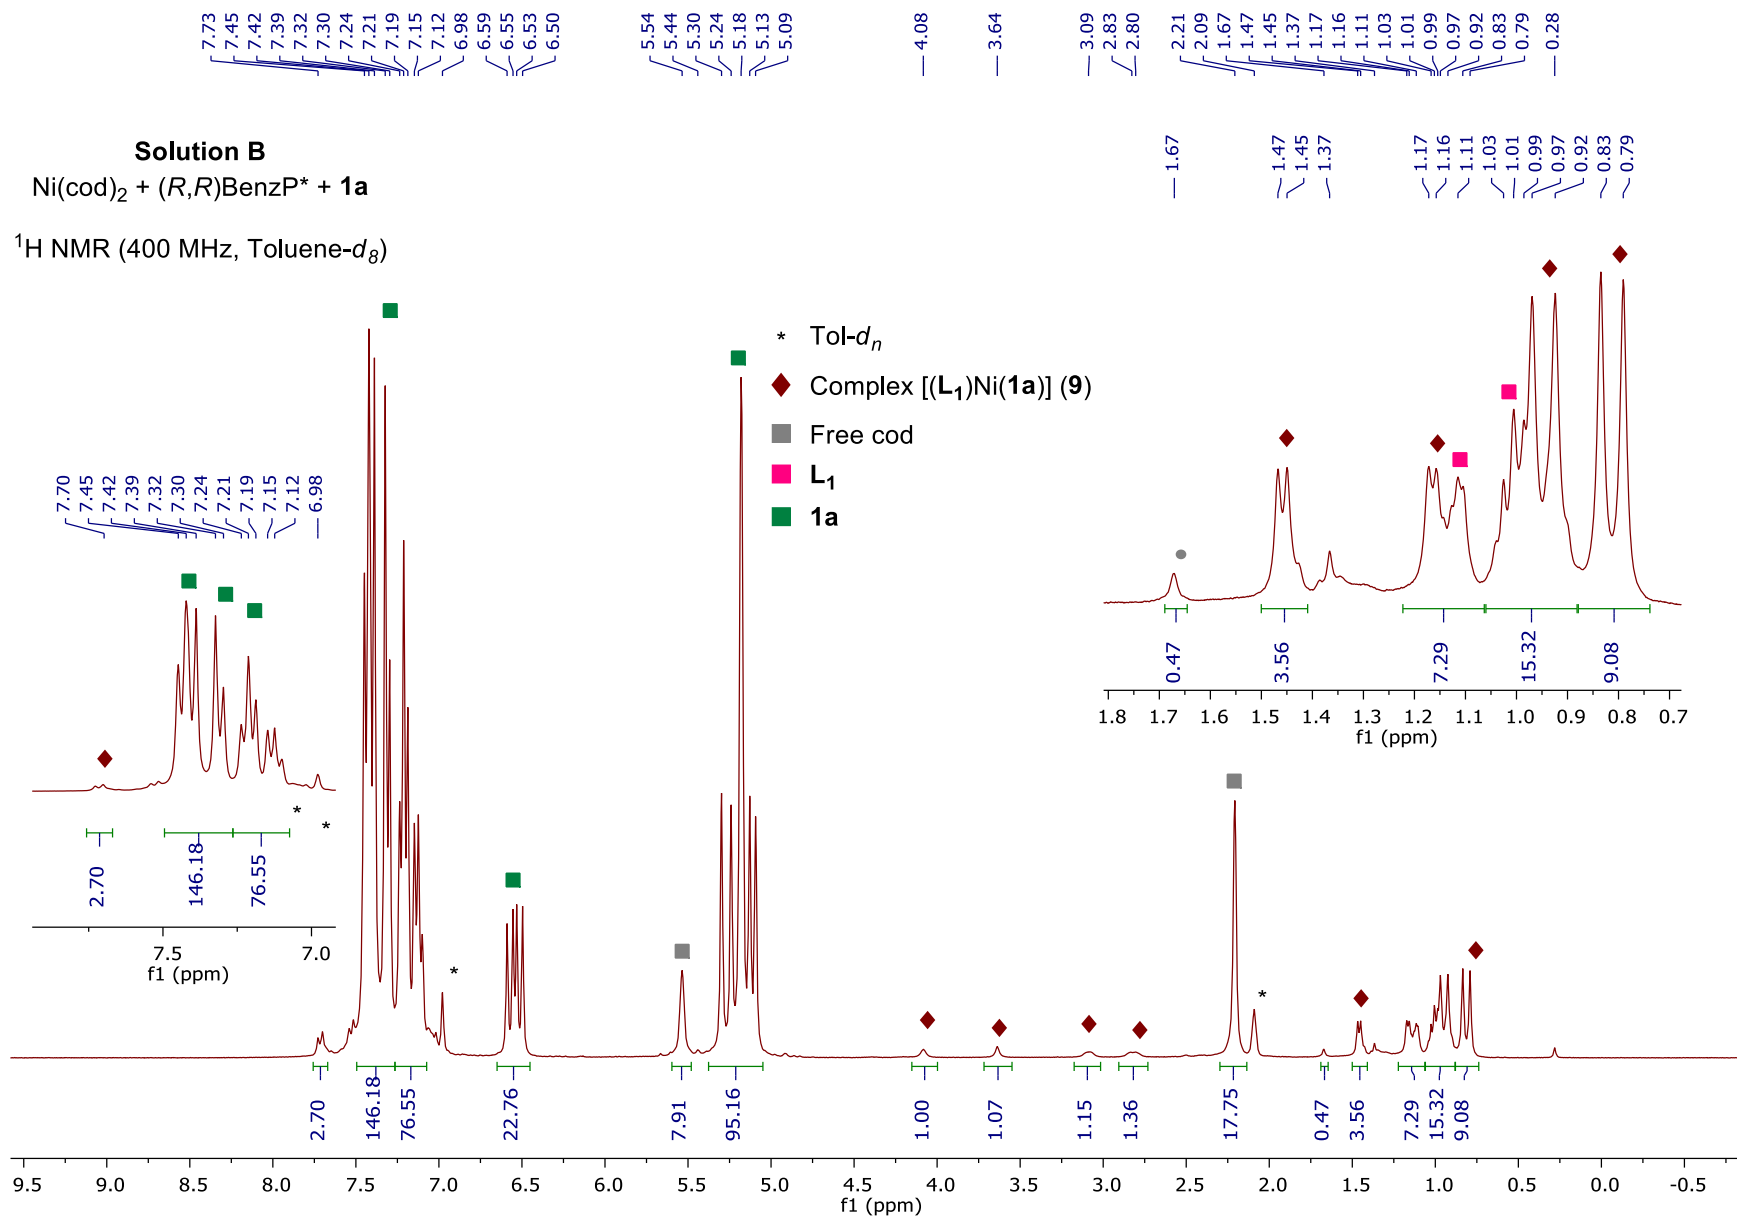 7.73 7.45 7.42 7.39 7.32 7.30 7.24 7.21 7.19 7.15 7.12 6.98 6.59 6.55 6.53 6.50 5.54 5.44 5.30 5.24 5.18 5.13 5.09 4.08 3.64 3.09 2.83 2.80 2.21 2.09 1.67 1.47 1.45 1.37 1.17 1.16 1.11 1.03 1.01 0.99 0.97 0.92 0.83 0.79 0.28
Solution B
Ni(cod)2 + (R,R)BenzP* + 1a
1H NMR (400 MHz, Toluene-d8)
1.67 1.47 1.45 1.37 1.17 1.16 1.11 1.03 1.01 0.99 0.97 0.92 0.83 0.79
0.47 3.56 7.29 15.32 9.08
1.8 1.7 1.6 1.5 1.4 1.3 1.2 1.1 1.0 0.9 0.8 0.7
f1 (ppm)
* Tol-dn
Complex [(L1)Ni(1a)] (9)
Free cod
L1
1a
7.70 7.45 7.42 7.39 7.32 7.30 7.24 7.21 7.19 7.15 7.12 6.98
*
*
2.70 146.18 76.55
7.5 7.0
f1 (ppm)
*
*
2.70 146.18 76.55 22.76 7.91 95.16 1.00 1.07 1.15 1.36 17.75 0.47 3.56 7.29 15.32 9.08
9.5 9.0 8.5 8.0 7.5 7.0 6.5 6.0 5.5 5.0 4.5 4.0 3.5 3.0 2.5 2.0 1.5 1.0 0.5 0.0 -0.5
f1 (ppm)